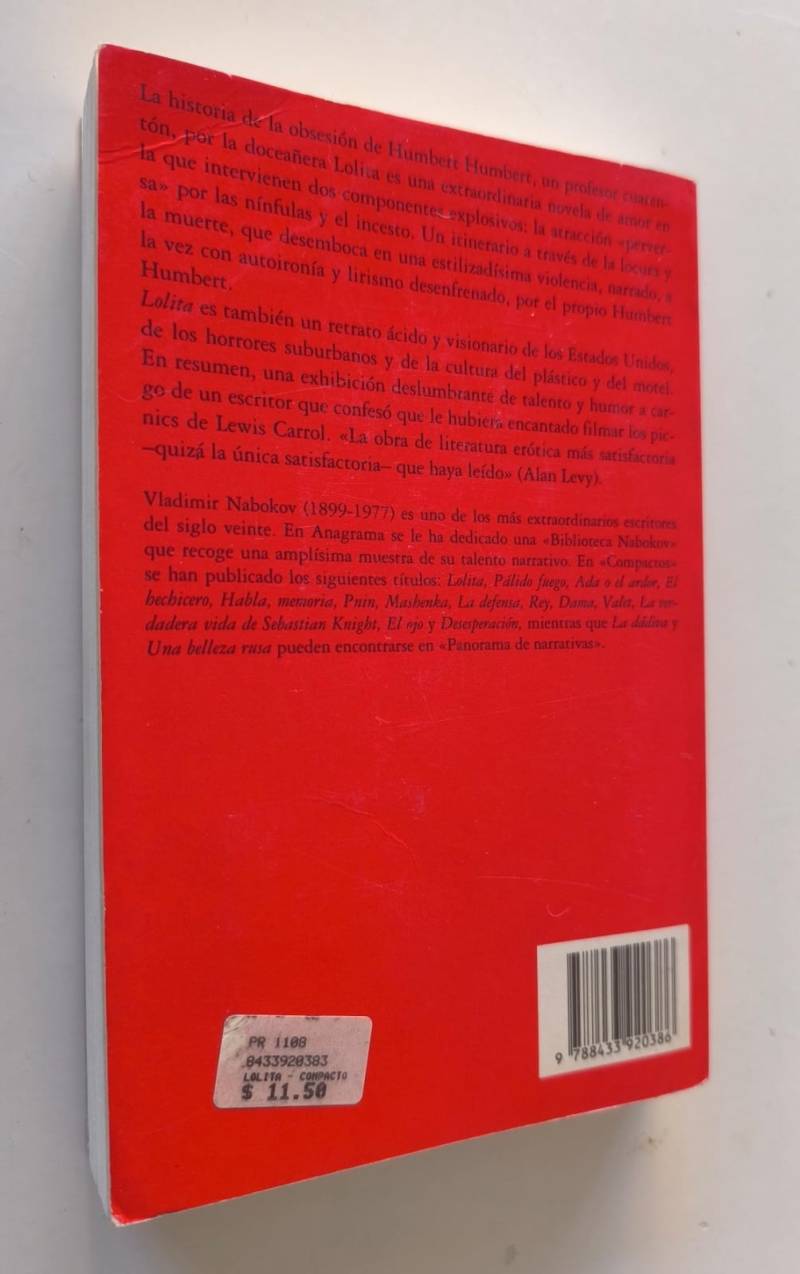 La historia de la obsesión de Humbert Humbert, un profesor cuaren-
tón, por la doceañera Lolita es una extraordinaria novela de amor en
la que intervienen dos componentes explosivos: la atracción «perver-
sa» por las nínfulas y el incesto. Un itinerario a través de la locura y
la muerte, que desemboca en una estilizadísima violencia, narrado, a
la vez con autoironía y lirismo desenfrenado, por el propio Humbert
Humbert.
Lolita es también un retrato ácido y visionario de los Estados Unidos,
de los horrores suburbanos y de la cultura del plástico y del motel.
En resumen, una exhibición deslumbrante de talento y humor a car-
go de un escritor que confesó que le hubiera encantado filmar los pic-
nics de Lewis Carrol. «La obra de literatura erótica más satisfactoria
–quizá la única satisfactoria– que haya leído» (Alan Levy).
Vladimir Nabokov (1899-1977) es uno de los más extraordinarios escritores
del siglo veinte. En Anagrama se le ha dedicado una «Biblioteca Nabokov»
que recoge una amplísima muestra de su talento narrativo. En «Compactos»
se han publicado los siguientes títulos: Lolita, Pálido fuego, Ada o el ardor, El
hechicero, Habla, memoria, Pnin, Mashenka, La defensa, Rey, Dama, Valet, La ver-
dadera vida de Sebastian Knight, El ojo y Desesperación, mientras que La dádiva y
Una belleza rusa pueden encontrarse en «Panorama de narrativas».
9 788433 920386
PR 1108
8433920383
LOLITA - COMPACTO
$ 11.50